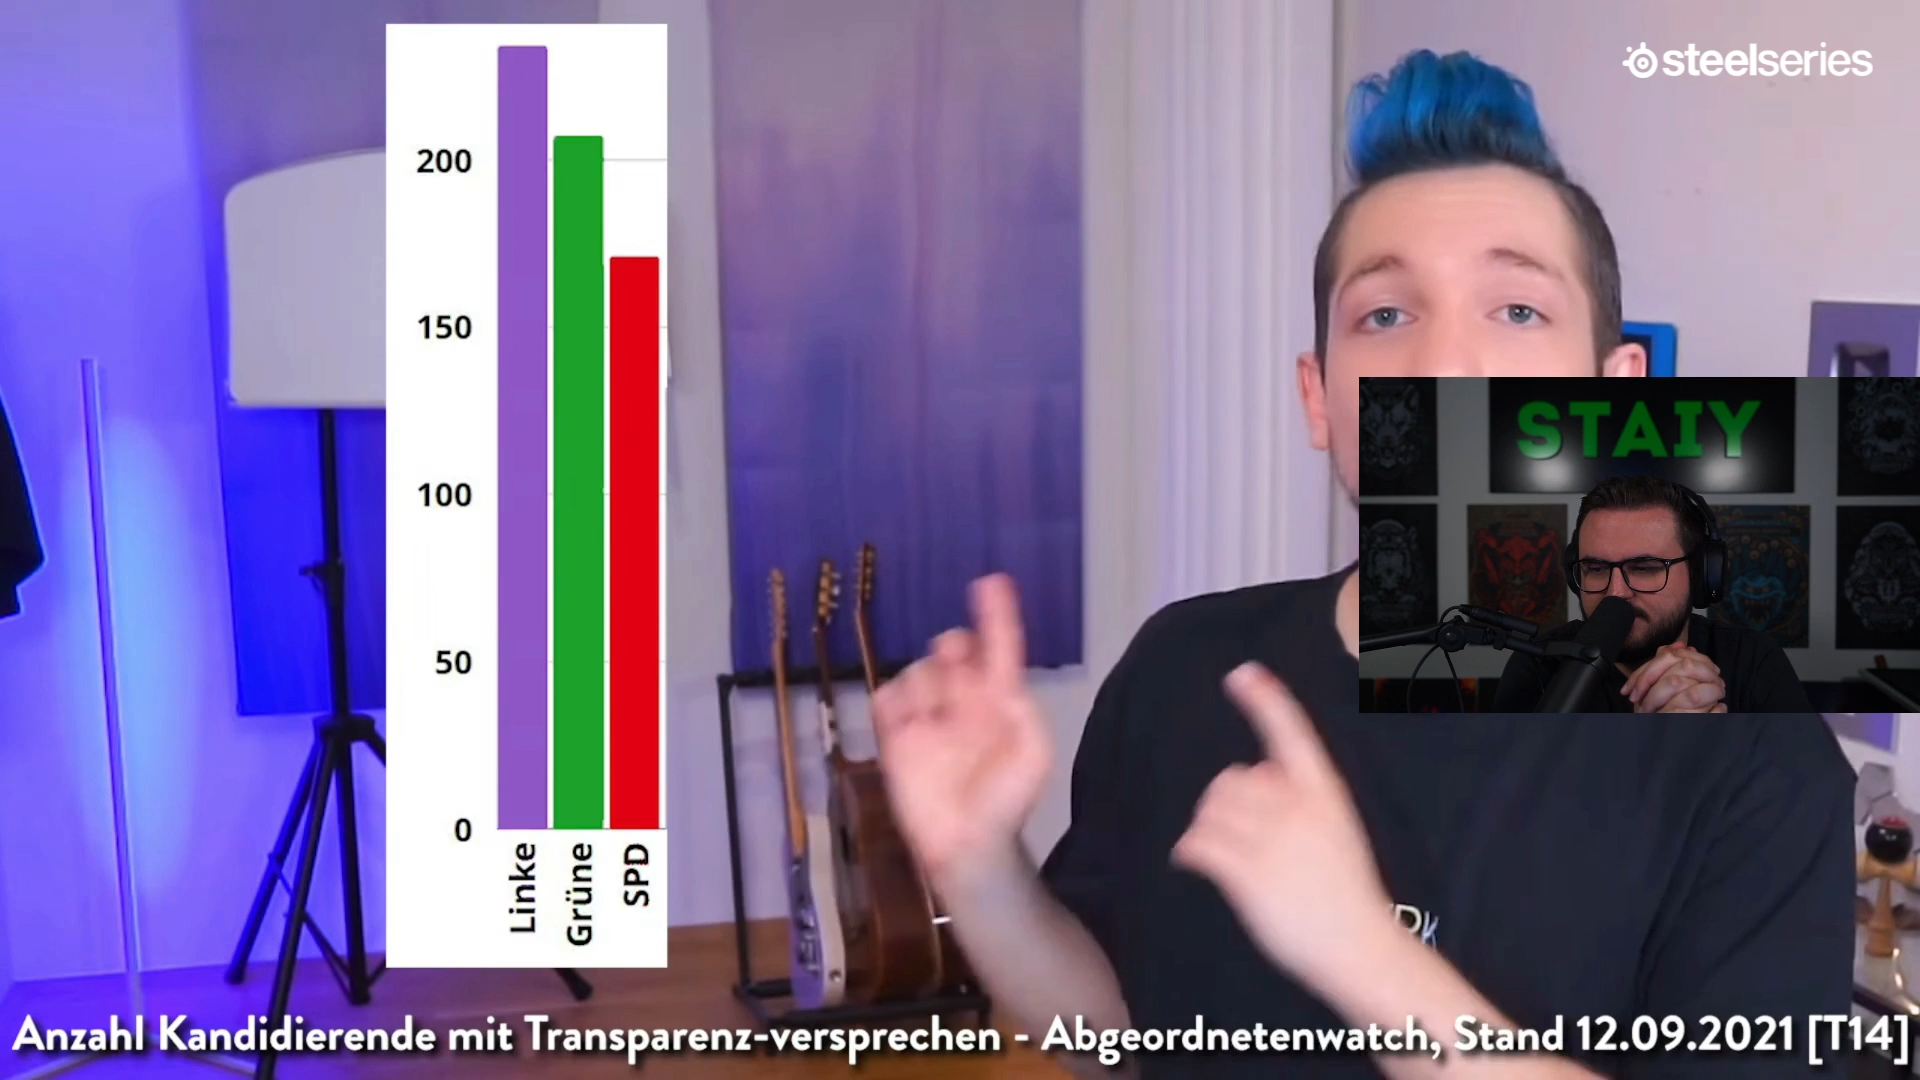 steelseries
200
150
100
50
0
Linke
Grüne
SPD
STAIY
Anzahl Kandidierende mit Transparenz-versprechen - Abgeordnetenwatch, Stand 12.09.2021 [T14]